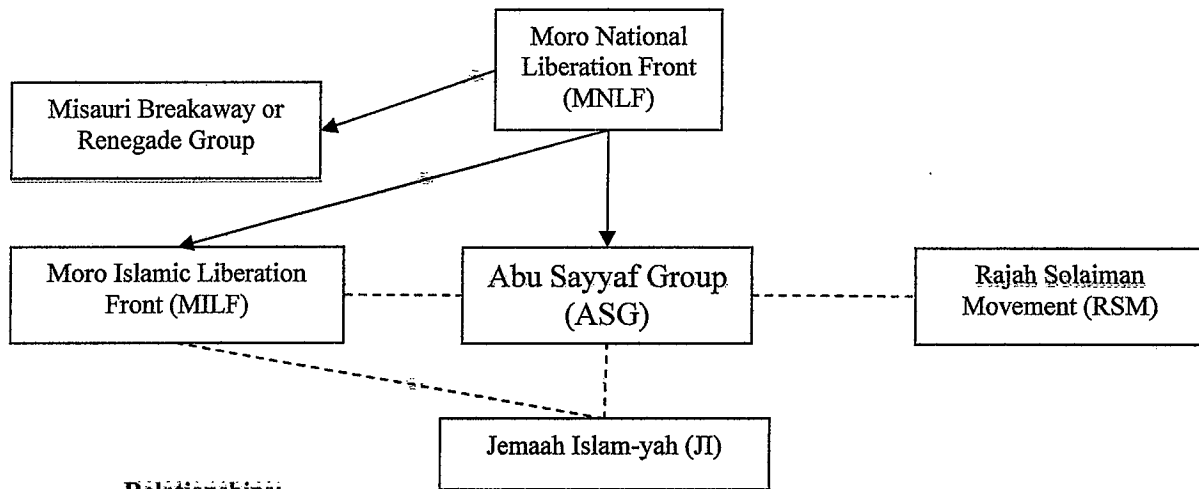 Moro National
Liberation Front
(MNLF)
Misauri Breakaway or
Renegade Group
Moro Islamic Liberation
Front (MILF)
Abu Sayyaf Group
(ASG)
Rajah Solaiman
Movement (RSM)
Jemaah Islam-yah (JI)